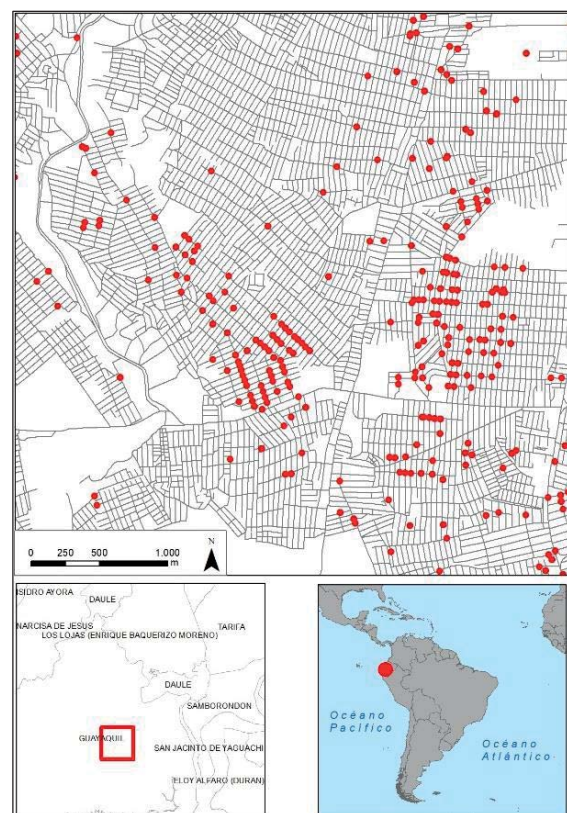 N
0 250 500 1.000
m
ISIDRO AYORA
DAULE
NARCISA DE JESUS
LOS LOJAS (ENRIQUE BAQUERIZO MORENO)
TARIFA
DAULE
SAMBORONDON
GUAYAQUIL
SAN JACINTO DE YAGUACHI
ELOY ALFARO (DURAN)
Océano
Pacífico
Océano
Atlántico